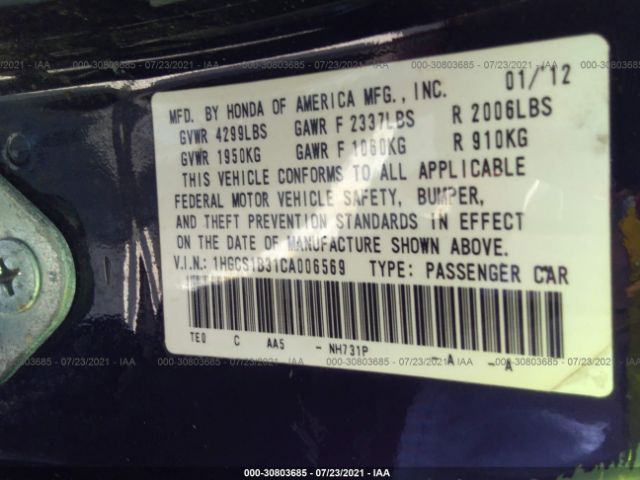 01/'12
MFD. BY HONDA OF AMERICA MFG., INC.
GVWR 4299LBS GAWR F 2337LBS R 2006LBS
GVWR 1950KG GAWR F 1060KG R 910KG
THIS VEHICLE CONFORMS TO ALL APPLICABLE
FEDERAL MOTOR VEHICLE SAFETY, BUMPER,
AND THEFT PREVENTION STANDARDS IN EFFECT
ON THE DATE OF MANUFACTURE SHOWN ABOVE.
V.I.N.: 1HGCS1B31CA006569 TYPE: PASSENGER CAR
TE0 C AA5 - NH731P - A - A
000-30803685 - 07/23/2021 - IAA